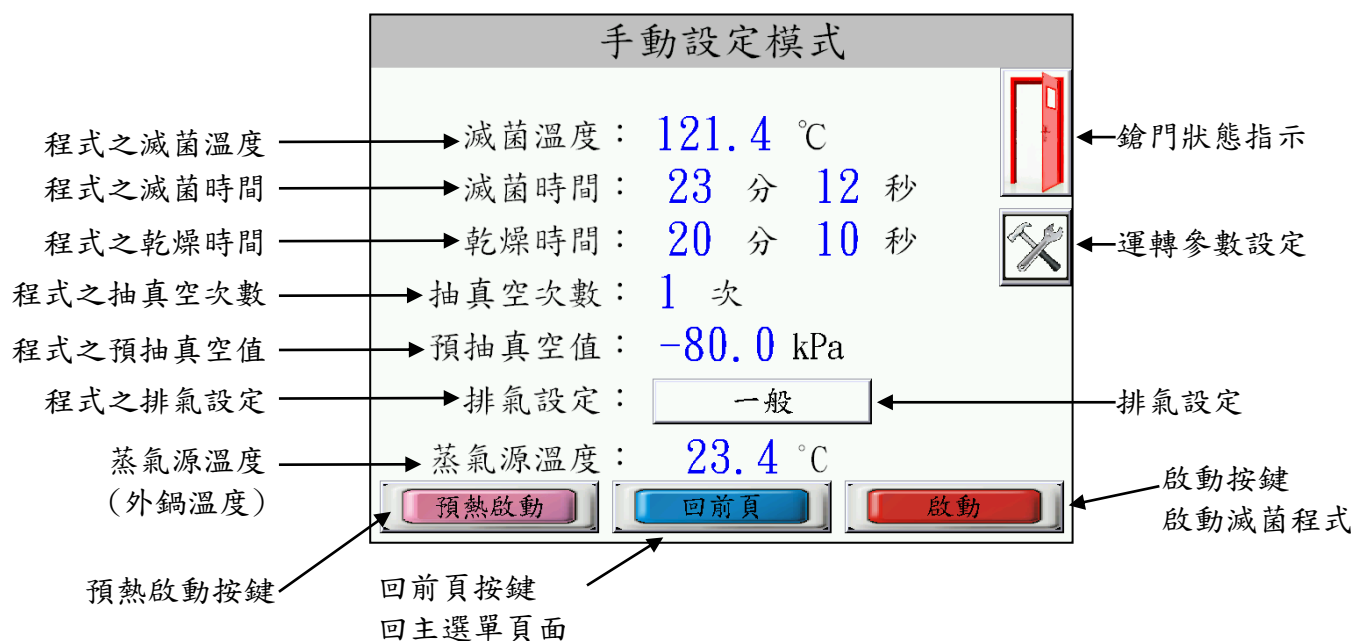 手動設定模式
程式之滅菌溫度
滅菌溫度： 121.4 ℃
鎗門狀態指示
程式之滅菌時間
滅菌時間： 23 分 12 秒
程式之乾燥時間
乾燥時間： 20 分 10 秒
運轉參數設定
程式之抽真空次數
抽真空次數： 1 次
程式之預抽真空值
預抽真空值： -80.0 kPa
程式之排氣設定
排氣設定： 一般
排氣設定
蒸氣源溫度
(外鍋溫度)
蒸氣源溫度： 23.4 ℃
預熱啟動
回前頁
啟動
啟動按鍵
啟動滅菌程式
預熱啟動按鍵
回前頁按鍵
回主選單頁面